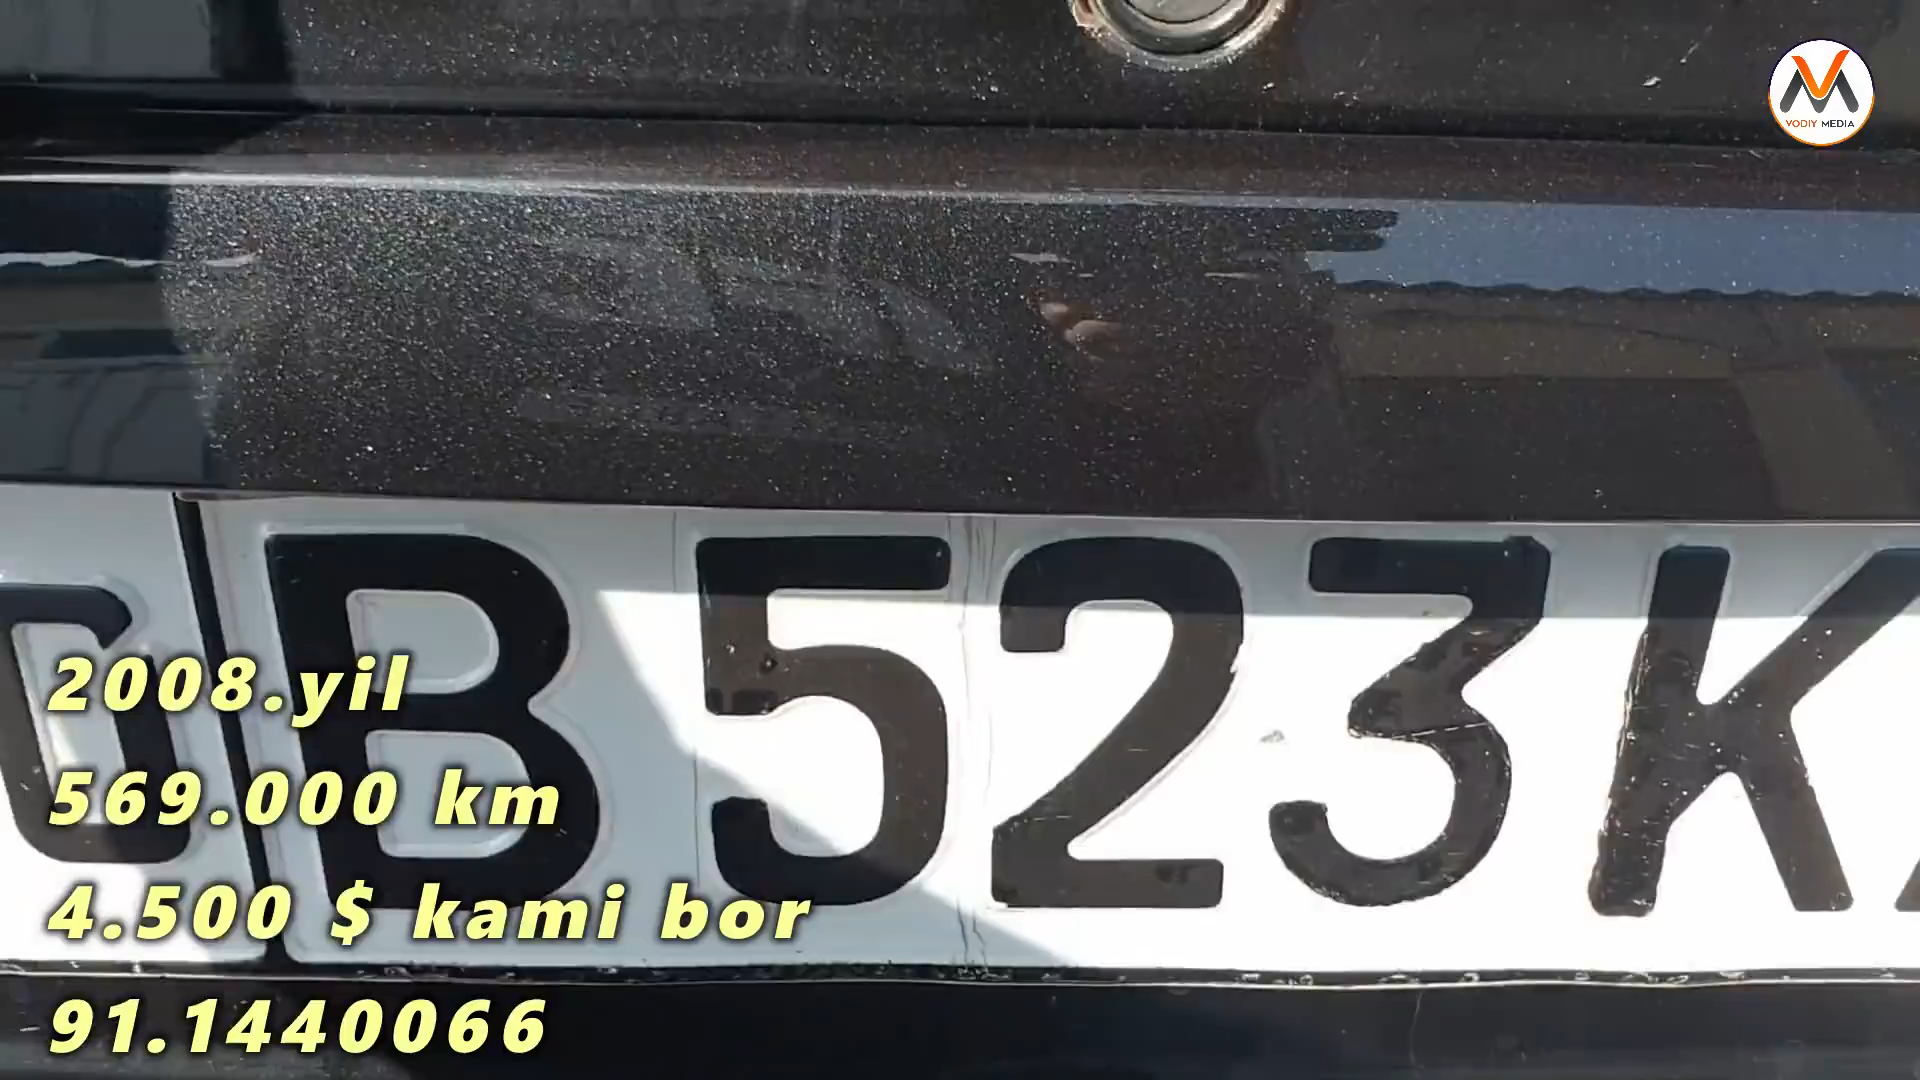 VODIY MEDIA
B523K
2008.yil
569.000 km
4.500 $ kami bor
91.1440066